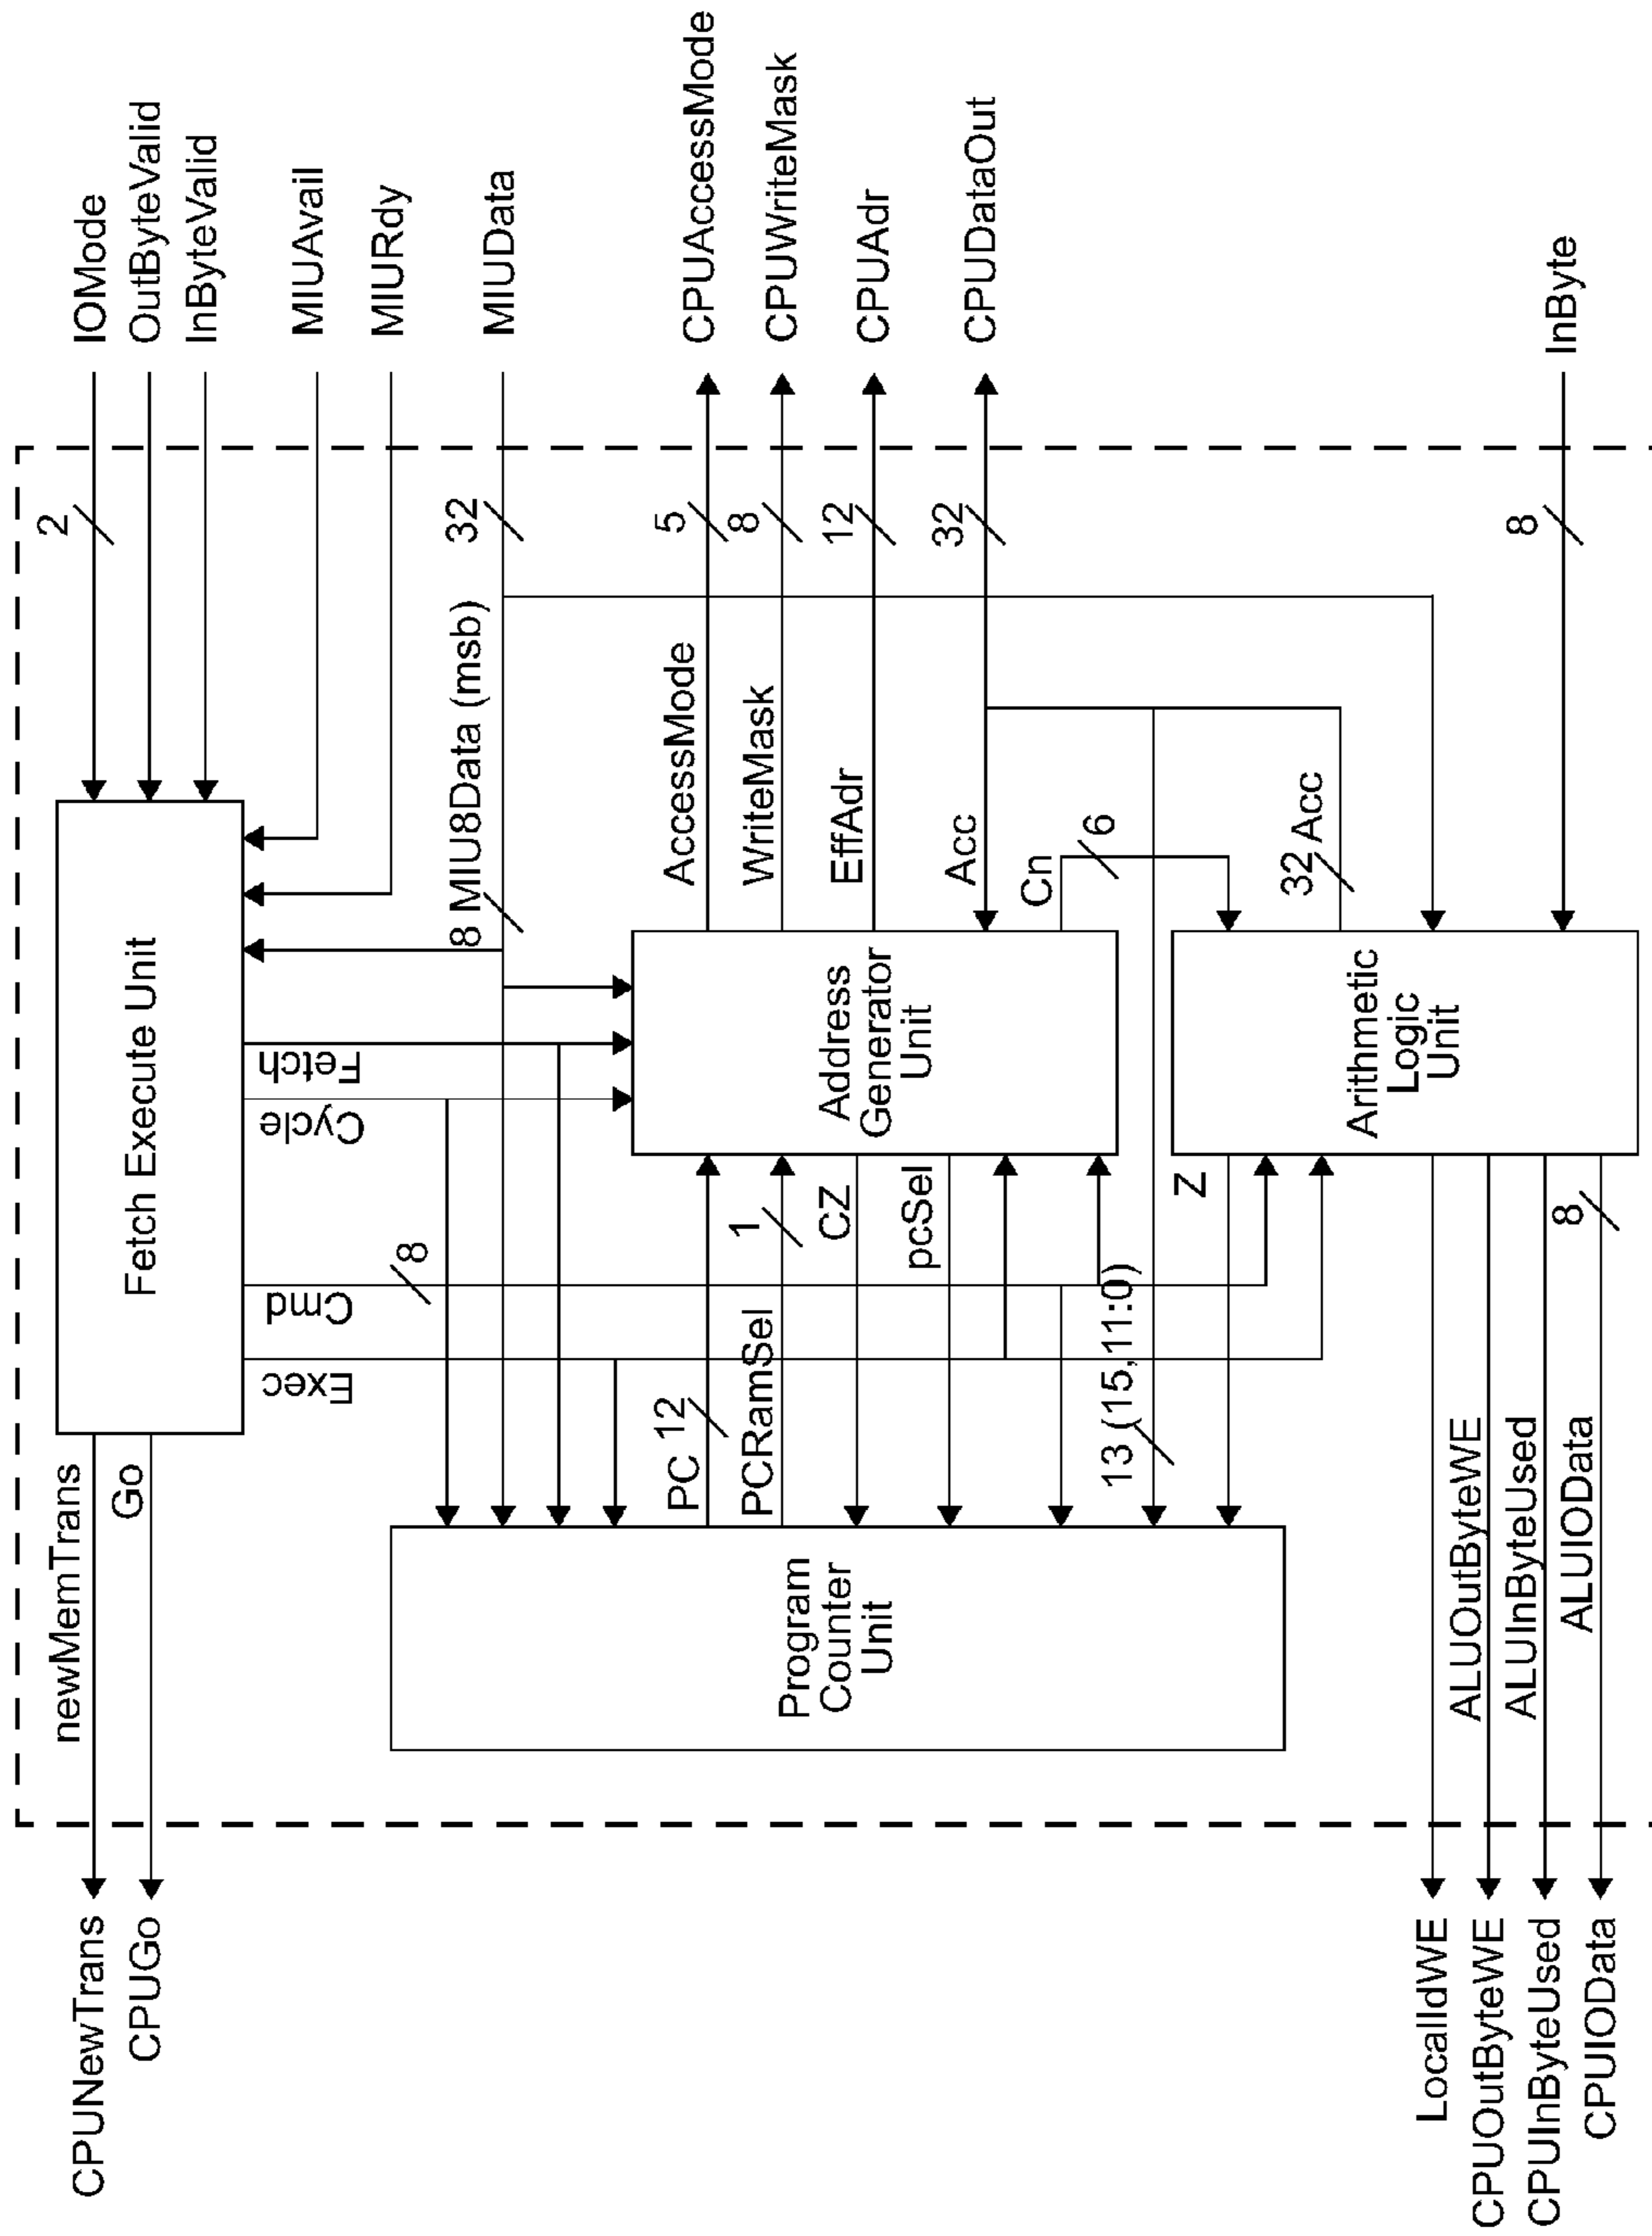 CPUNewTrans
CPUGo
newMemTrans
Go
Fetch Execute Unit
2
IOMode
OutByteValid
InByteValid
MIUAvail
MIURdy
MIUData
32
8 MIU8Data (msb)
Exec
Cmd
8
Cycle
Fetch
Program
Counter
Unit
PC 12
PCRamSel
1
CZ
pcSel
13 (15,11:0)
Z
Address
Generator
Unit
AccessMode
WriteMask
EffAdr
Acc
Cn
6
5
8
12
32
CPUAccessMode
CPUWriteMask
CPUAdr
CPUDataOut
Arithmetic
Logic
Unit
32 Acc
8
InByte
ALUOutByteWE
ALUInByteUsed
ALUIOData
8
LocalIdWE
CPUOutByteWE
CPUInByteUsed
CPUIOData